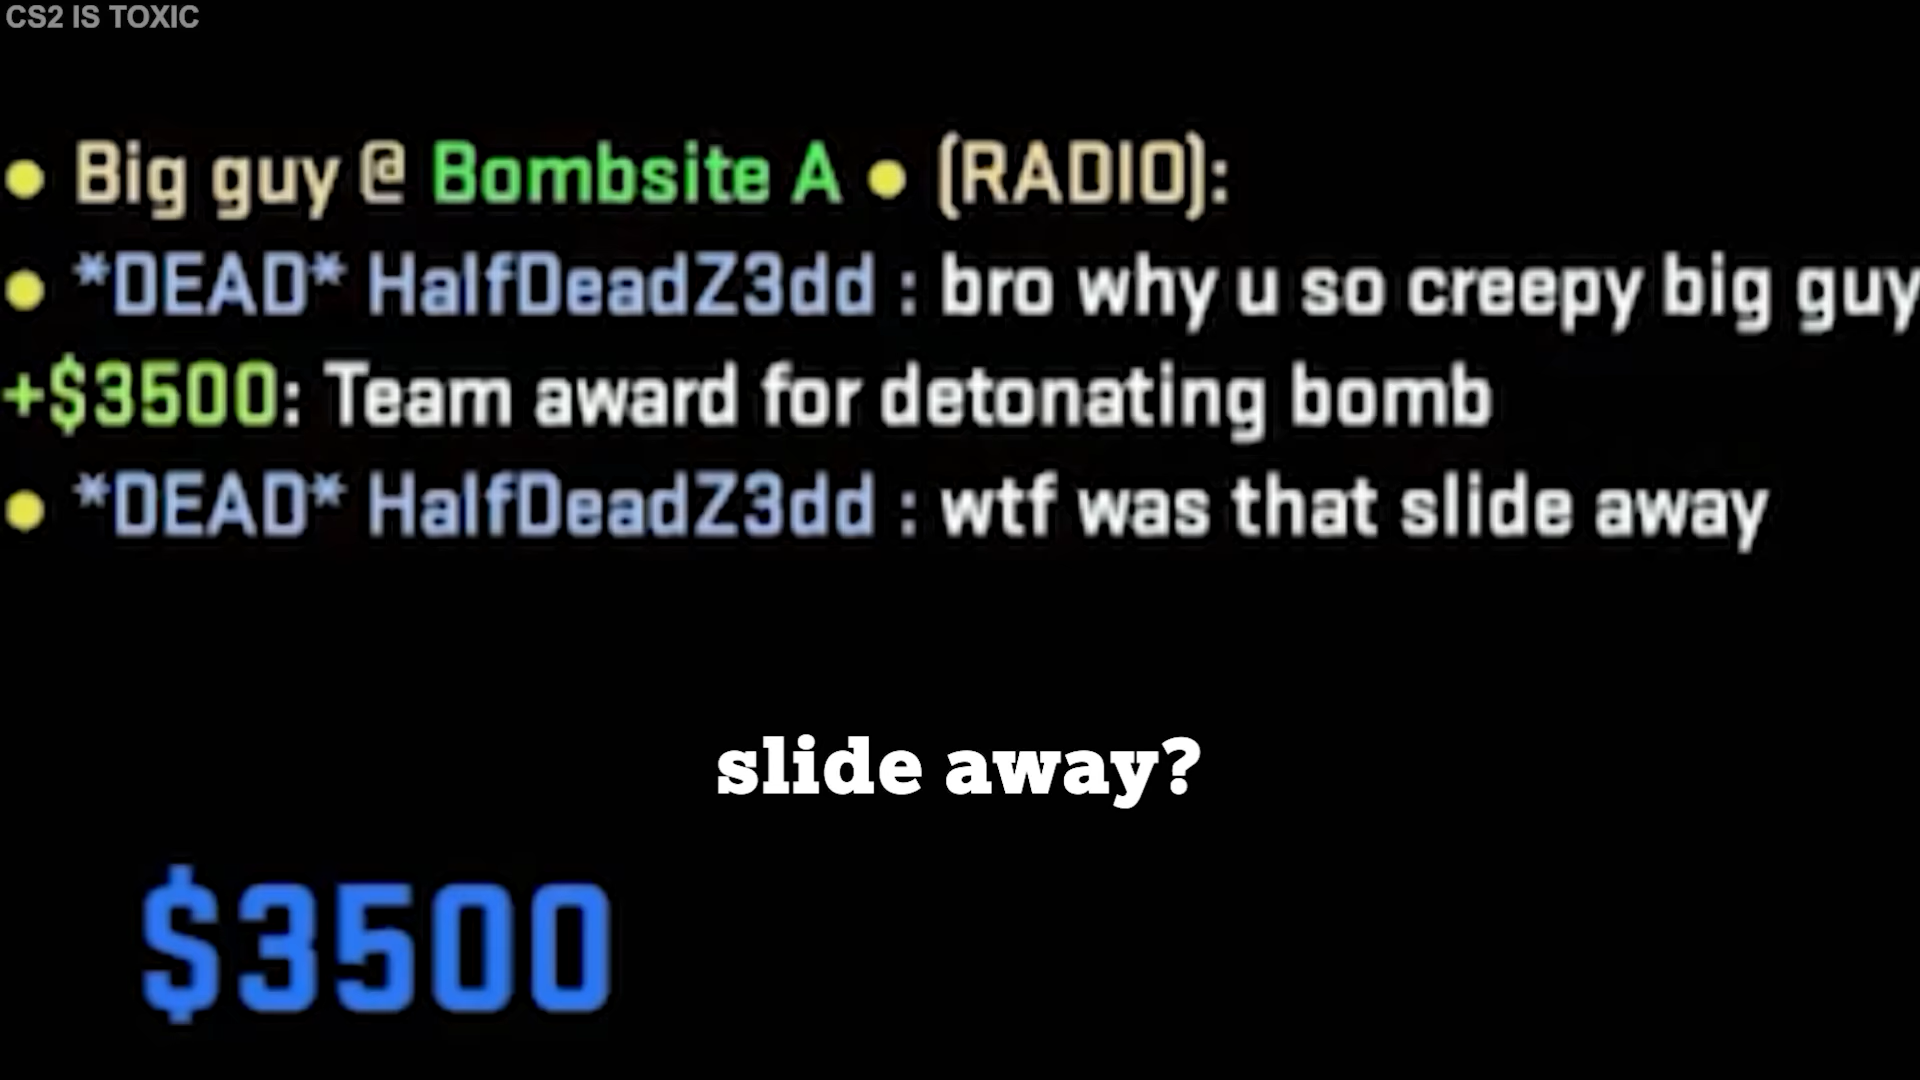 CS2 IS TOXIC
● Big guy @ Bombsite A ● (RADIO):
● *DEAD* HalfDeadZ3dd : bro why u so creepy big guy
+$3500: Team award for detonating bomb
● *DEAD* HalfDeadZ3dd : wtf was that slide away
slide away?
$3500